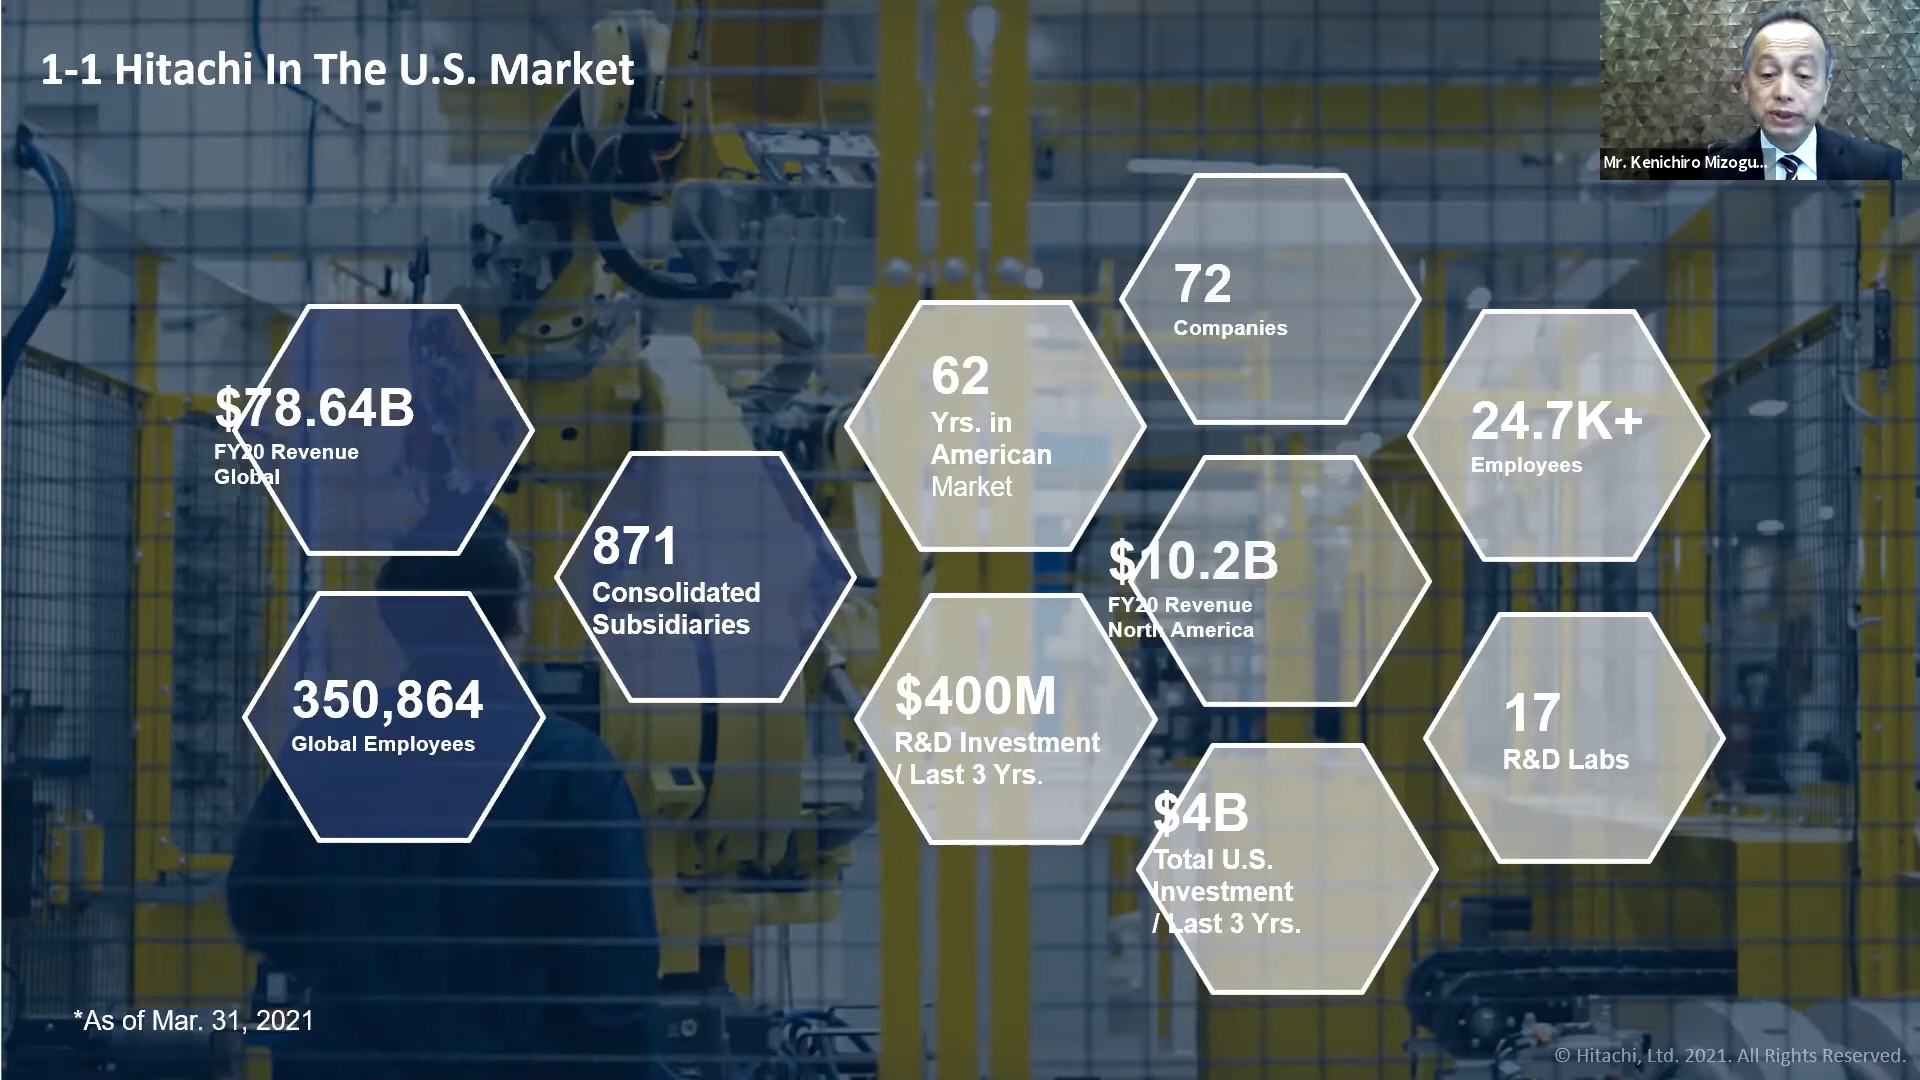 1-1 Hitachi In The U.S. Market
Mr. Kenichiro Mizogu...
$78.64B
FY20 Revenue
Global
350,864
Global Employees
871
Consolidated
Subsidiaries
62
Yrs. in
American
Market
$400M
R&D Investment
/ Last 3 Yrs.
72
Companies
$10.2B
FY20 Revenue
North America
$4B
Total U.S.
Investment
/ Last 3 Yrs.
24.7K+
Employees
17
R&D Labs
*As of Mar. 31, 2021
© Hitachi, Ltd. 2021. All Rights Reserved.